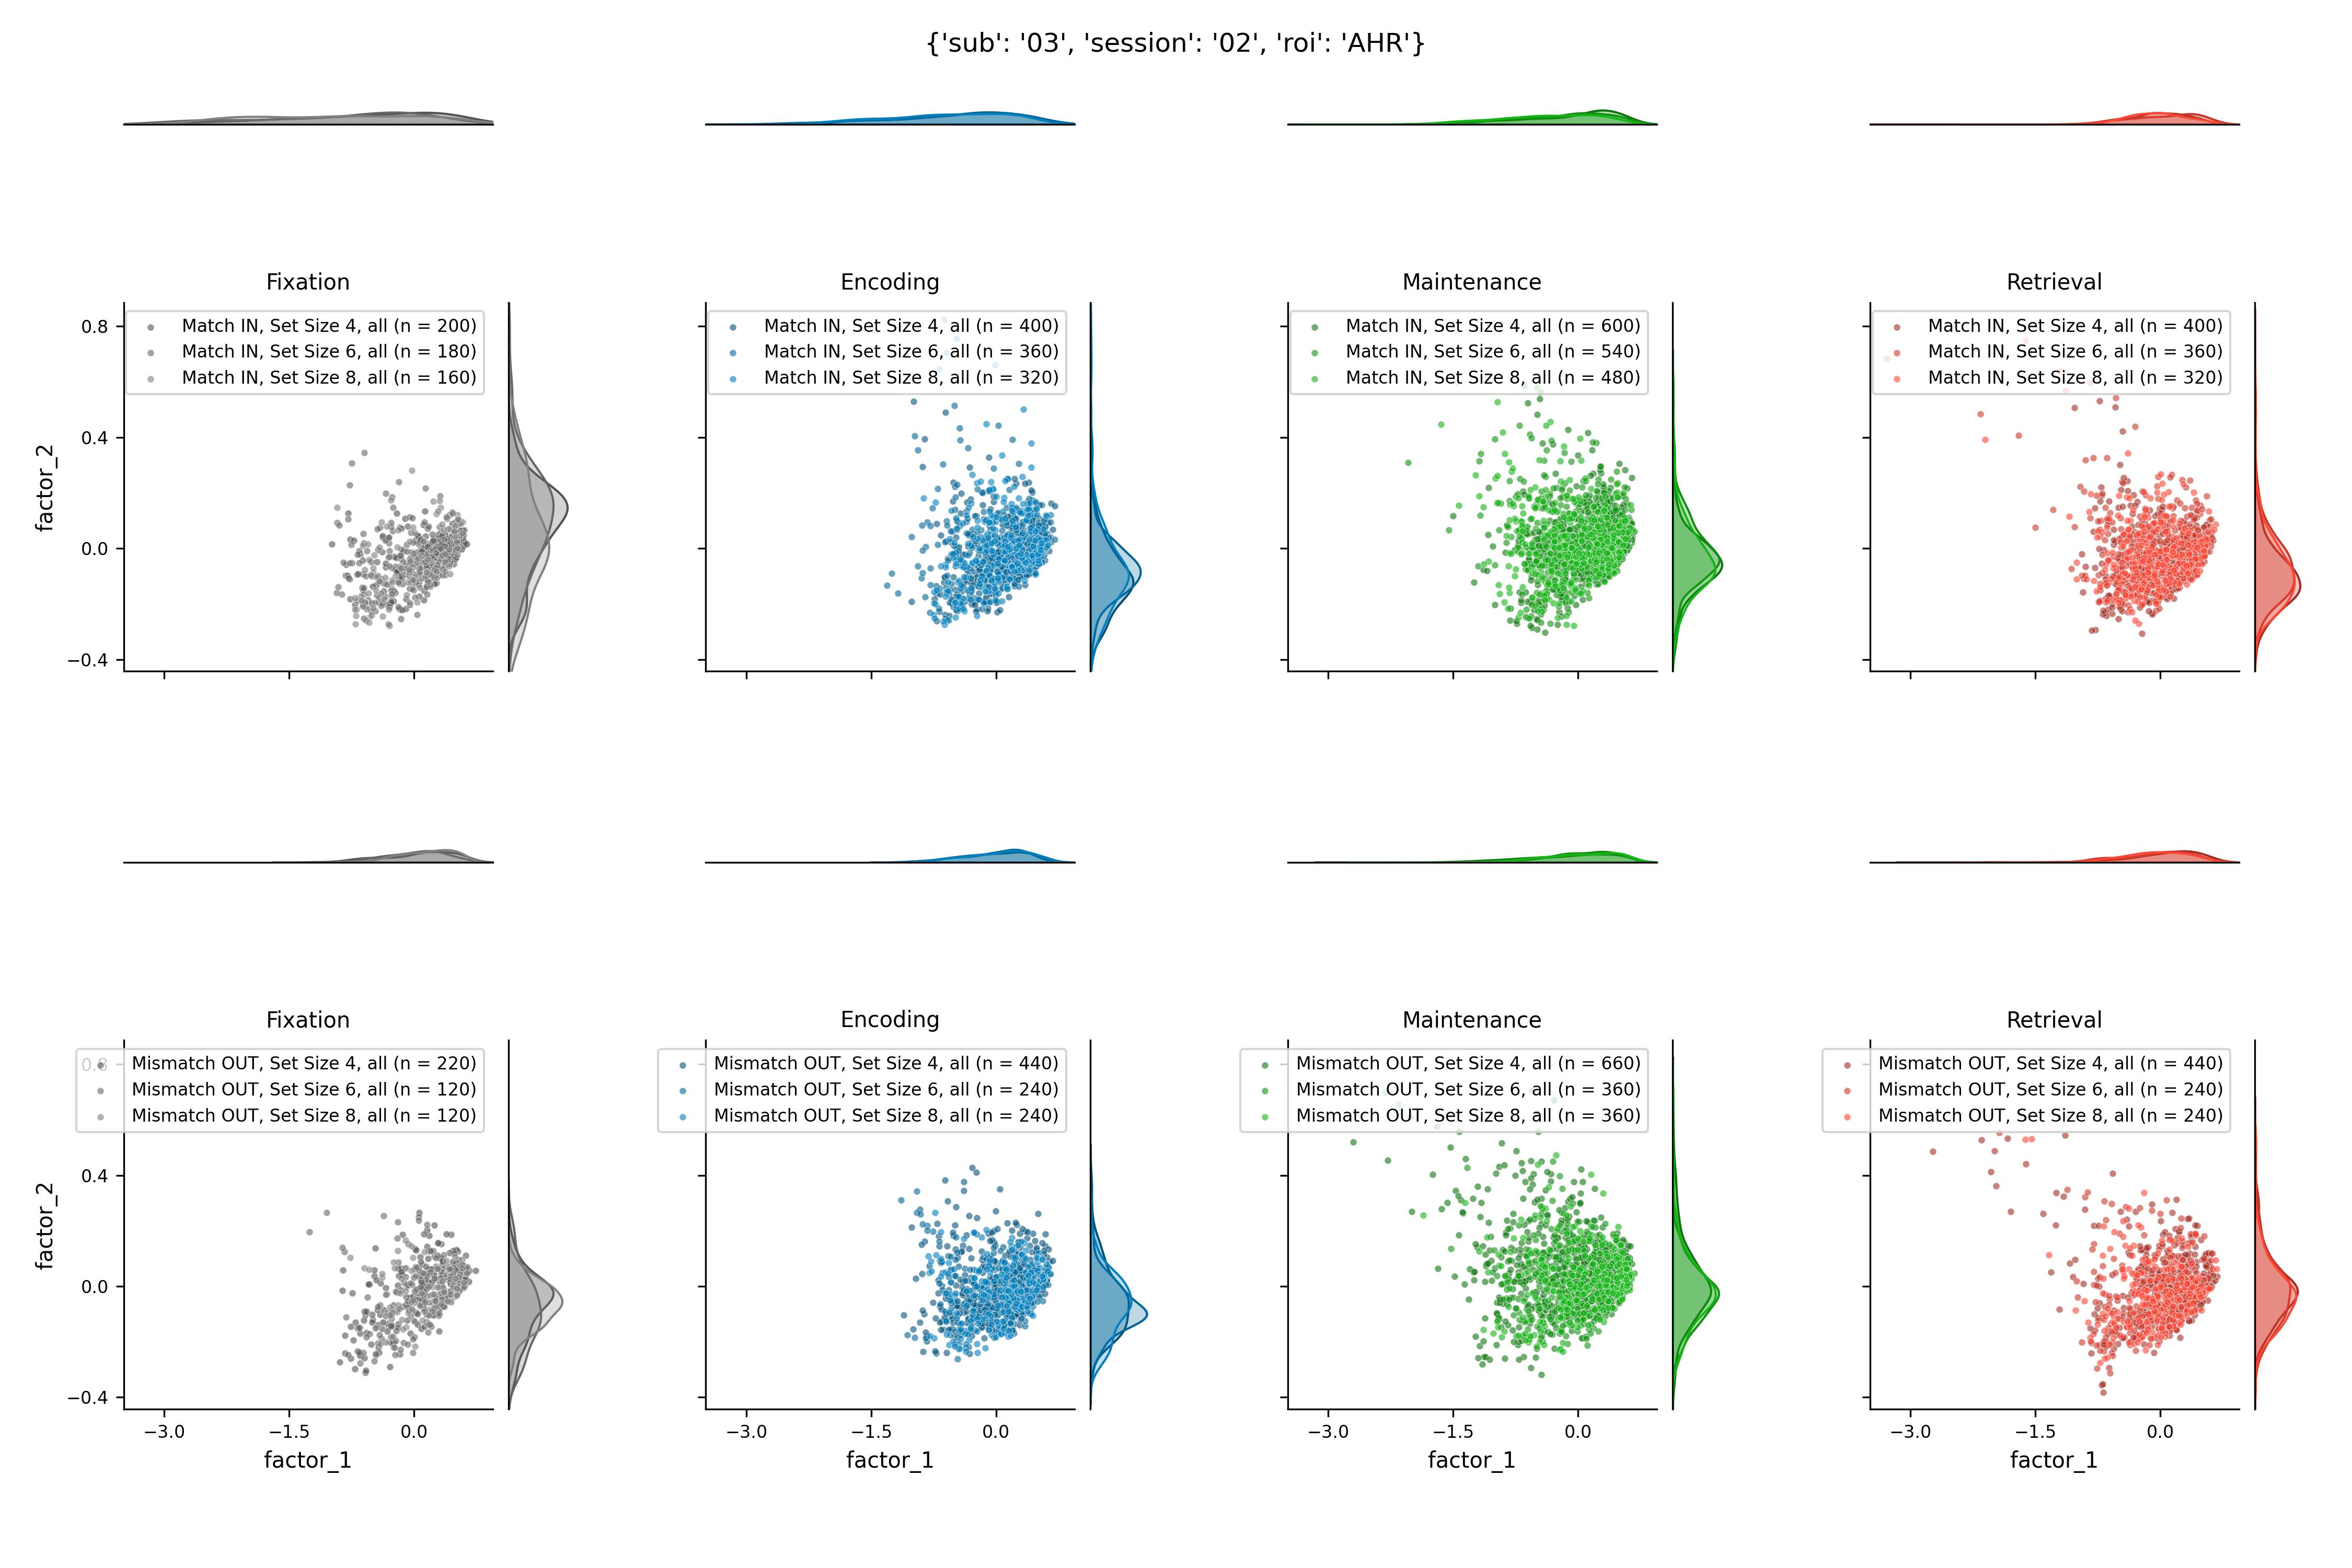 {'sub': '03', 'session': '02', 'roi': 'AHR'}
Fixation
Encoding
Maintenance
Retrieval
Match IN, Set Size 4, all (n = 200)
Match IN, Set Size 6, all (n = 180)
Match IN, Set Size 8, all (n = 160)
Match IN, Set Size 4, all (n = 400)
Match IN, Set Size 6, all (n = 360)
Match IN, Set Size 8, all (n = 320)
Match IN, Set Size 4, all (n = 600)
Match IN, Set Size 6, all (n = 540)
Match IN, Set Size 8, all (n = 480)
Match IN, Set Size 4, all (n = 400)
Match IN, Set Size 6, all (n = 360)
Match IN, Set Size 8, all (n = 320)
0.8
0.4
0.0
−0.4
factor_2
Fixation
Encoding
Maintenance
Retrieval
Mismatch OUT, Set Size 4, all (n = 220)
Mismatch OUT, Set Size 6, all (n = 120)
Mismatch OUT, Set Size 8, all (n = 120)
Mismatch OUT, Set Size 4, all (n = 440)
Mismatch OUT, Set Size 6, all (n = 240)
Mismatch OUT, Set Size 8, all (n = 240)
Mismatch OUT, Set Size 4, all (n = 660)
Mismatch OUT, Set Size 6, all (n = 360)
Mismatch OUT, Set Size 8, all (n = 360)
Mismatch OUT, Set Size 4, all (n = 440)
Mismatch OUT, Set Size 6, all (n = 240)
Mismatch OUT, Set Size 8, all (n = 240)
0.8
0.4
0.0
−0.4
factor_2
−3.0 −1.5 0.0
−3.0 −1.5 0.0
−3.0 −1.5 0.0
−3.0 −1.5 0.0
factor_1
factor_1
factor_1
factor_1